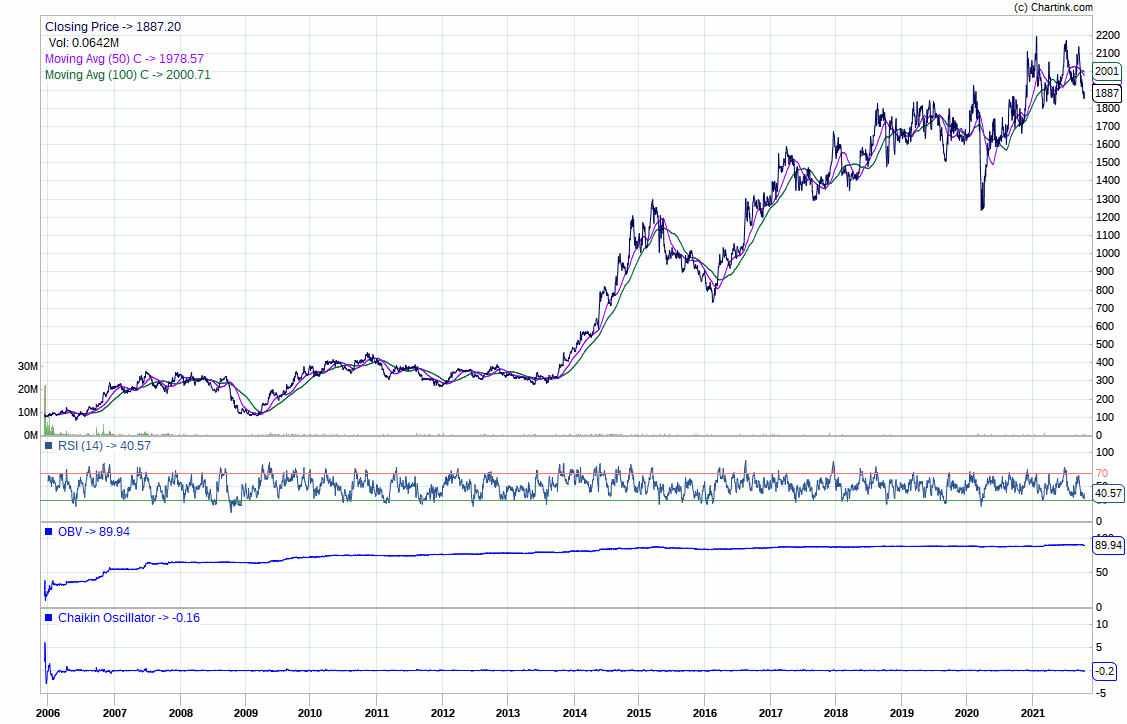 (c) Chartink.com
Closing Price -> 1887.20
Vol: 0.0642M
Moving Avg (50) C -> 1978.57
Moving Avg (100) C -> 2000.71
2200
2100
2001
1887
1800
1700
1600
1500
1400
1300
1200
1100
1000
900
800
700
600
500
400
300
200
100
0
30M
20M
10M
0M
RSI (14) -> 40.57
100
70
40.57
0
OBV -> 89.94
89.94
50
0
Chaikin Oscillator -> -0.16
10
5
-0.2
-5
2006 2007 2008 2009 2010 2011 2012 2013 2014 2015 2016 2017 2018 2019 2020 2021